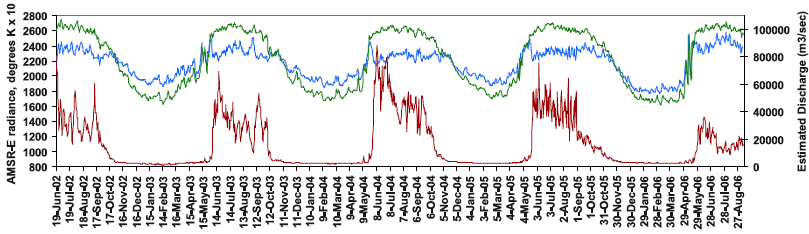 AMSR-E radiance, degrees K x 10
2800
2600
2400
2200
2000
1800
1600
1400
1200
1000
800
100000
80000
60000
40000
20000
0
Estimated Discharge (m3/sec)
19-Jun-02
19-Jul-02
18-Aug-02
17-Sep-02
17-Oct-02
16-Nov-02
16-Dec-02
15-Jan-03
14-Feb-03
16-Mar-03
15-Apr-03
15-May-03
14-Jun-03
14-Jul-03
13-Aug-03
12-Sep-03
12-Oct-03
11-Nov-03
11-Dec-03
10-Jan-04
9-Feb-04
10-Mar-04
9-Apr-04
9-May-04
8-Jun-04
8-Jul-04
7-Aug-04
6-Sep-04
6-Oct-04
5-Nov-04
5-Dec-04
4-Jan-05
3-Feb-05
5-Mar-05
4-Apr-05
4-May-05
3-Jun-05
3-Jul-05
2-Aug-05
1-Sep-05
1-Oct-05
31-Oct-05
30-Nov-05
30-Dec-05
29-Jan-06
28-Feb-06
30-Mar-06
29-Apr-06
29-May-06
28-Jun-06
28-Jul-06
27-Aug-06